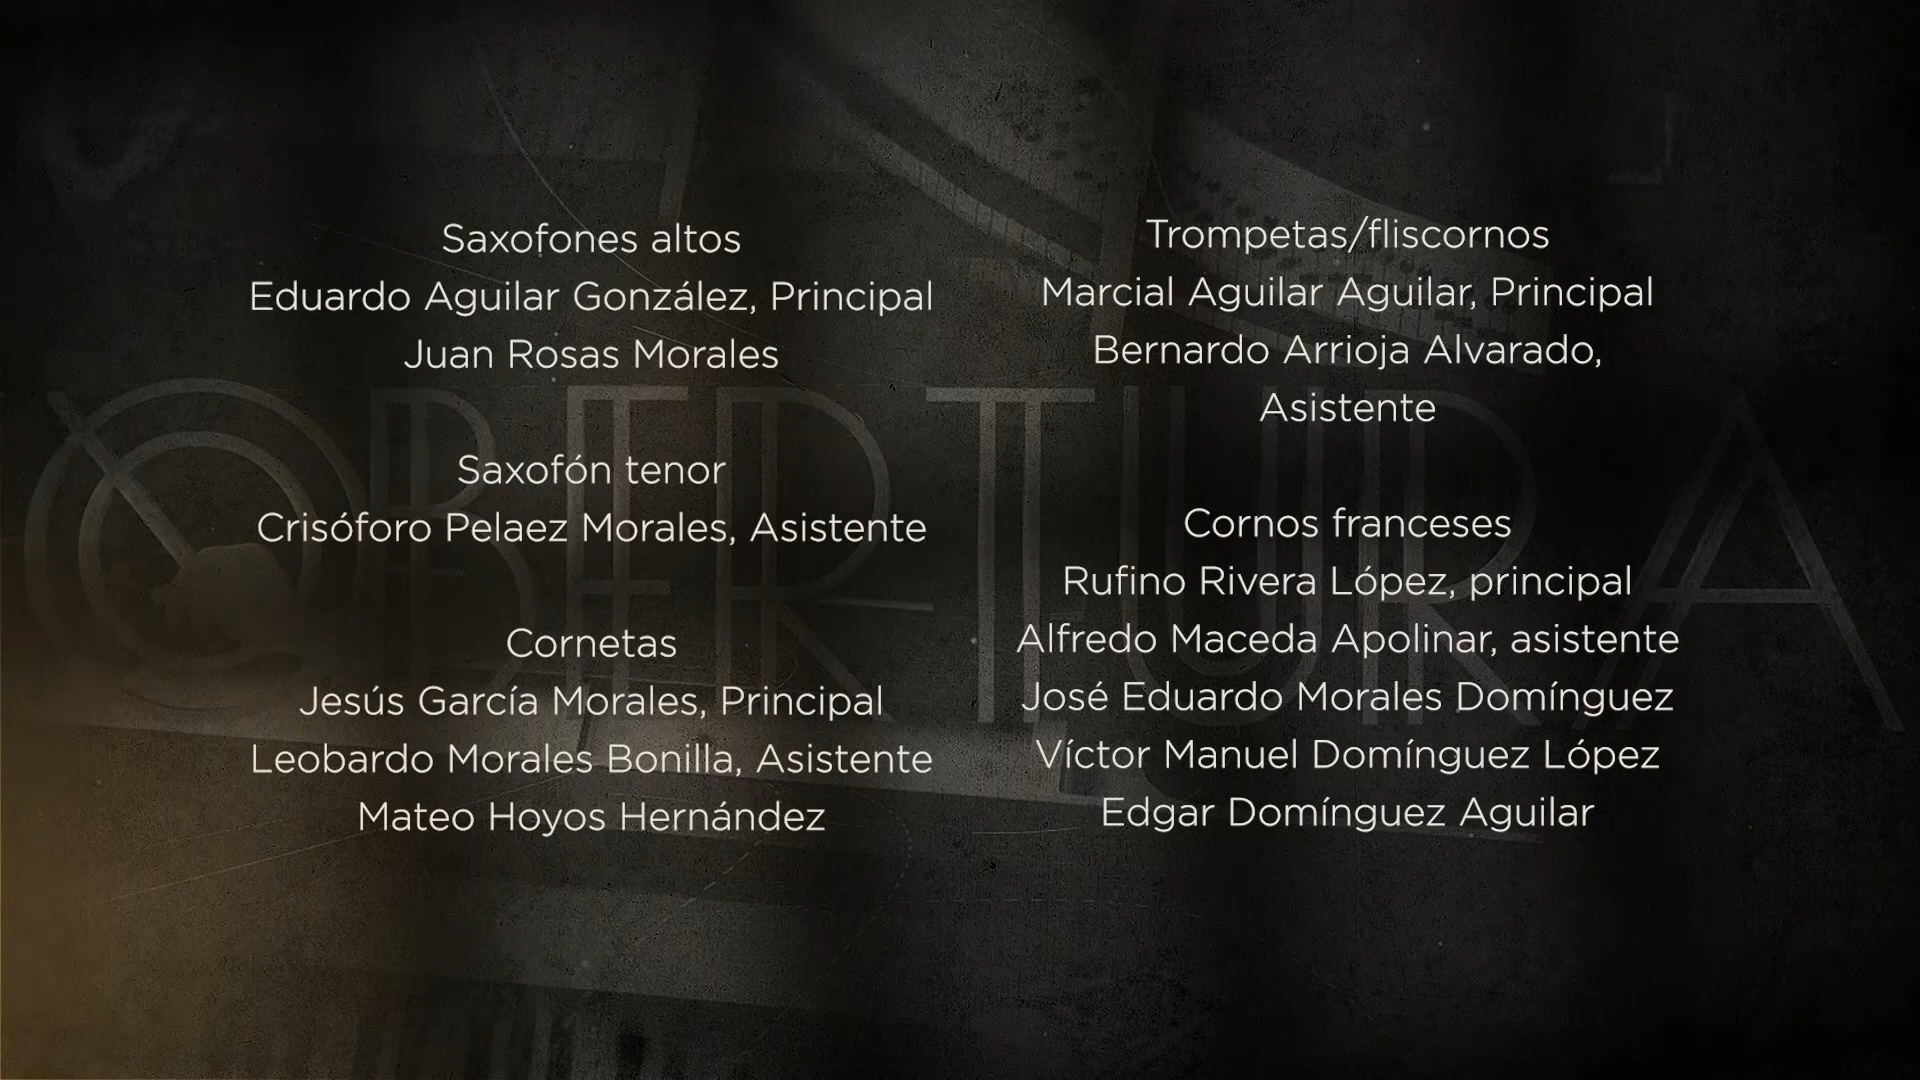 Saxofones altos
Eduardo Aguilar González, Principal
Juan Rosas Morales
Saxofón tenor
Crisóforo Pelaez Morales, Asistente
Cornetas
Jesús García Morales, Principal
Leobardo Morales Bonilla, Asistente
Mateo Hoyos Hernández
Trompetas/fliscornos
Marcial Aguilar Aguilar, Principal
Bernardo Arrioja Alvarado,
Asistente
Cornos franceses
Rufino Rivera López, principal
Alfredo Maceda Apolinar, asistente
José Eduardo Morales Domínguez
Víctor Manuel Domínguez López
Edgar Domínguez Aguilar
OBERTURA